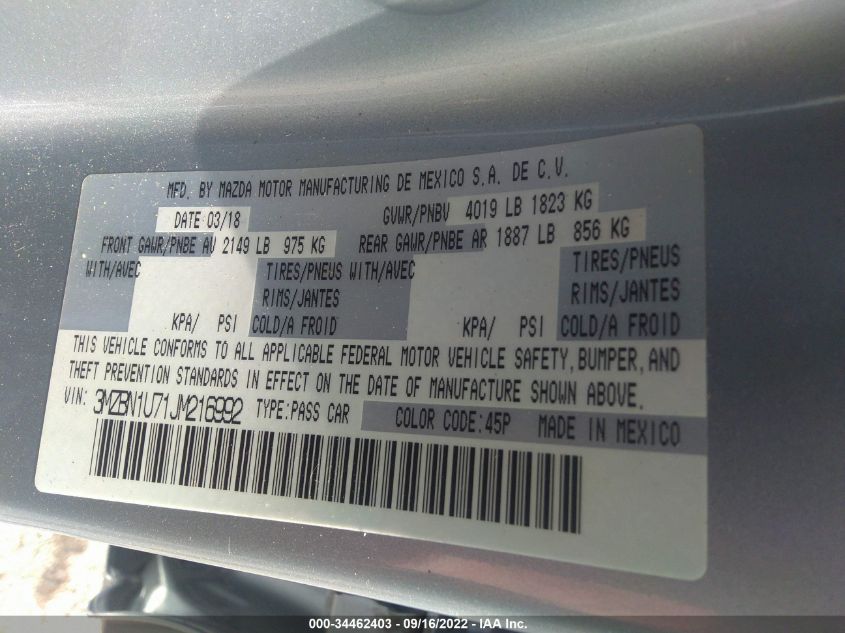 MFD. BY MAZDA MOTOR MANUFACTURING DE MEXICO S.A. DE C.V.
DATE 03/18 GVWR/PNBV 4019 LB 1823 KG
FRONT GAWR/PNBE AV 2149 LB 975 KG REAR GAWR/PNBE AR 1887 LB 856 KG
WITH/AVEC TIRES/PNEUS WITH/AVEC TIRES/PNEUS
RIMS/JANTES RIMS/JANTES
KPA/ PSI COLD/A FROID KPA/ PSI COLD/A FROID
THIS VEHICLE CONFORMS TO ALL APPLICABLE FEDERAL MOTOR VEHICLE SAFETY, BUMPER, AND
THEFT PREVENTION STANDARDS IN EFFECT ON THE DATE OF MANUFACTURE SHOWN ABOVE.
VIN: 3MZBN1U71JM216992 TYPE:PASS CAR COLOR CODE:45P MADE IN MEXICO
000-34462403 - 09/16/2022 - IAA Inc.